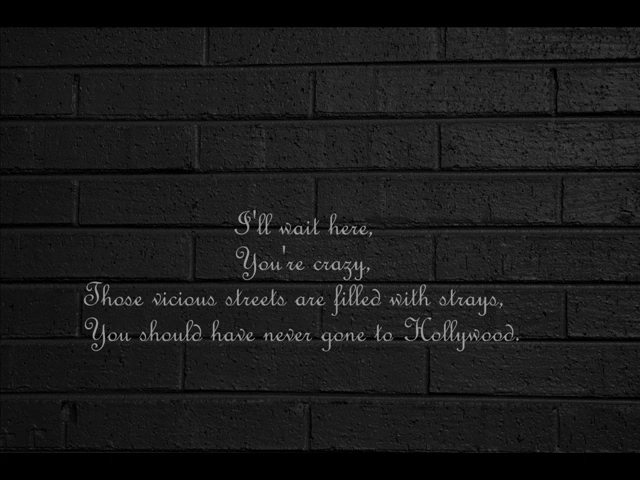 I'll wait here,
You're crazy,
Those vicious streets are filled with strays,
You should have never gone to Hollywood.